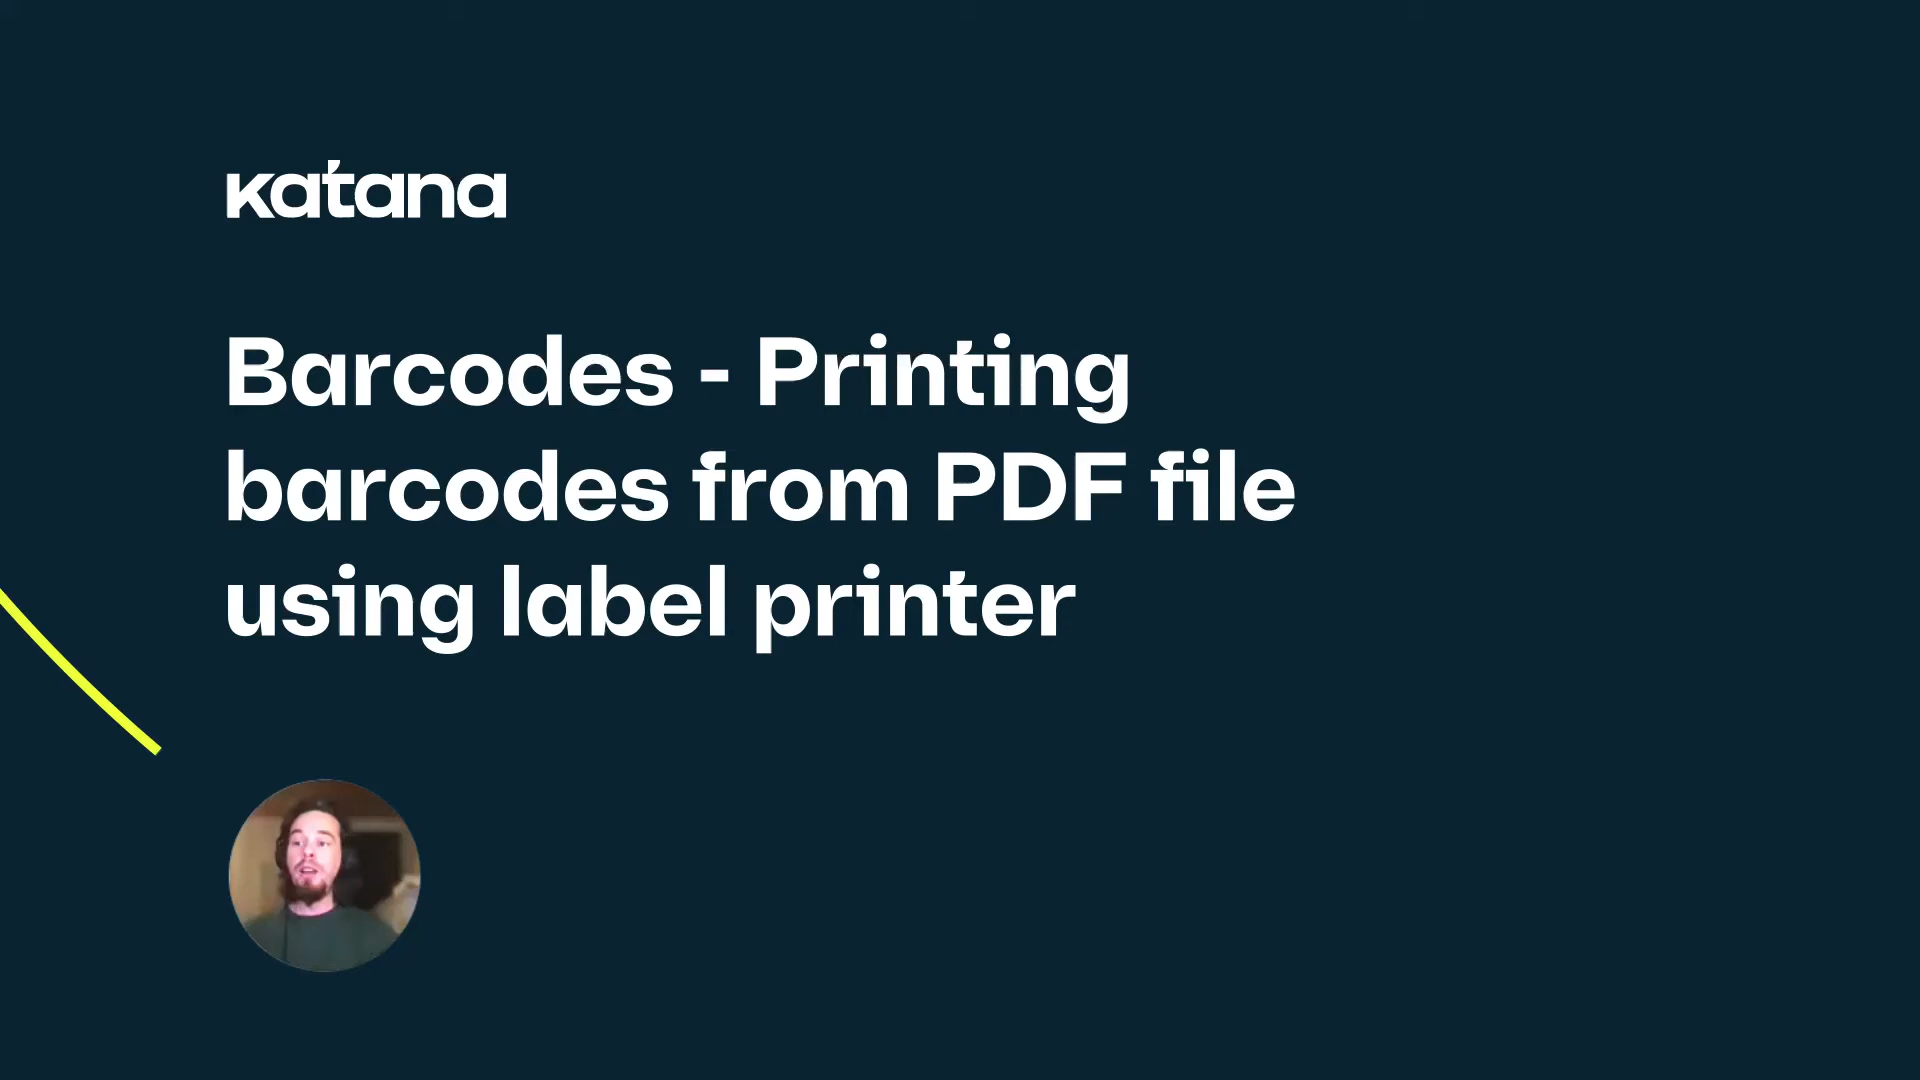 katana
Barcodes - Printing
barcodes from PDF file
using label printer